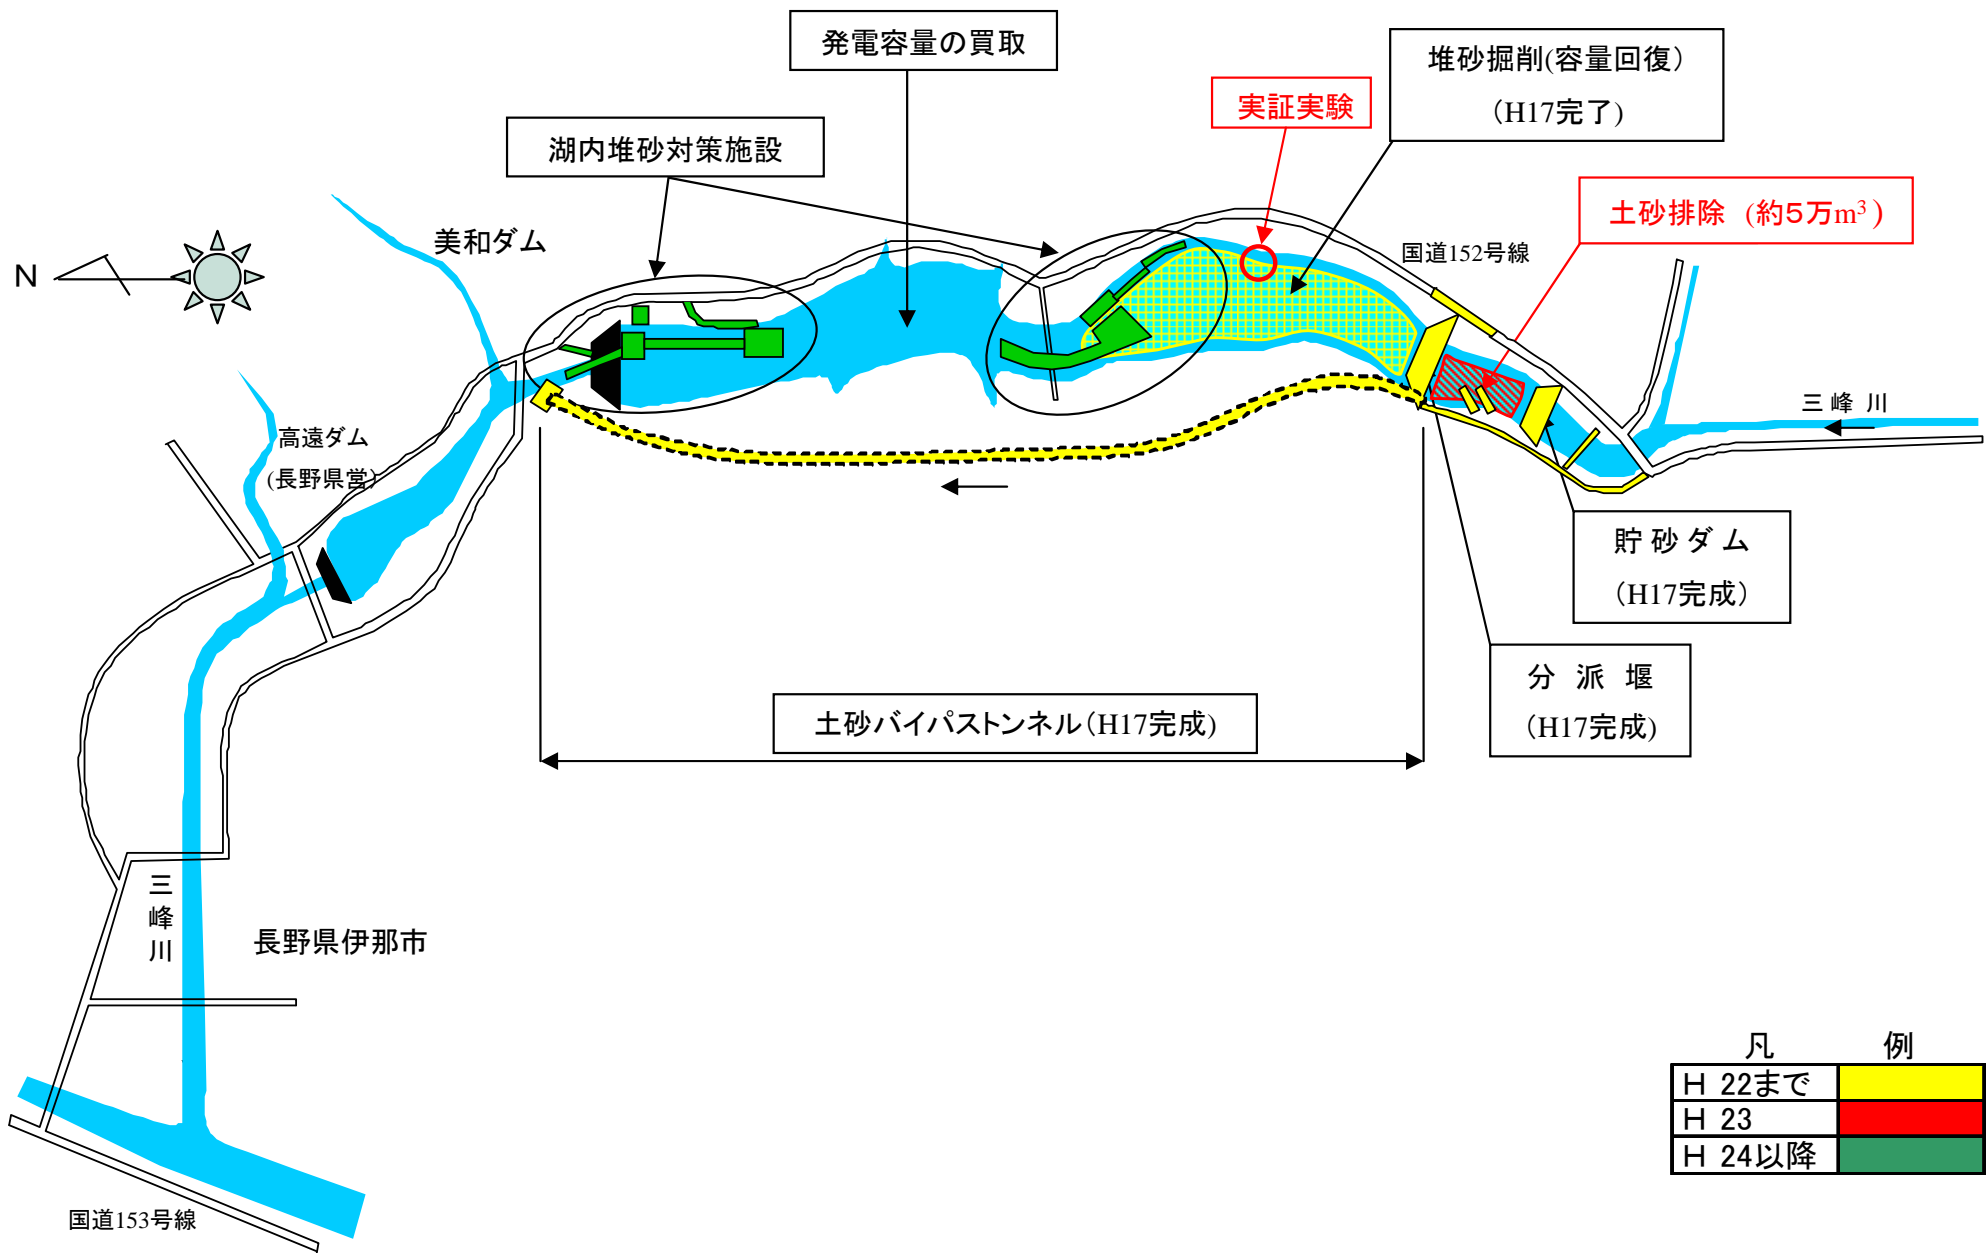 発電容量の買取
堆砂掘削(容量回復)
(H17完了)
実証実験
湖内堆砂対策施設
土砂排除 (約5万m³)
国道152号線
美和ダム
N
三 峰 川
高遠ダム
(長野県営)
貯 砂 ダ ム
(H17完成)
分 派 堰
(H17完成)
土砂バイパストンネル(H17完成)
三
峰
川
長野県伊那市
国道153号線
凡 例
H 22まで
H 23
H 24以降